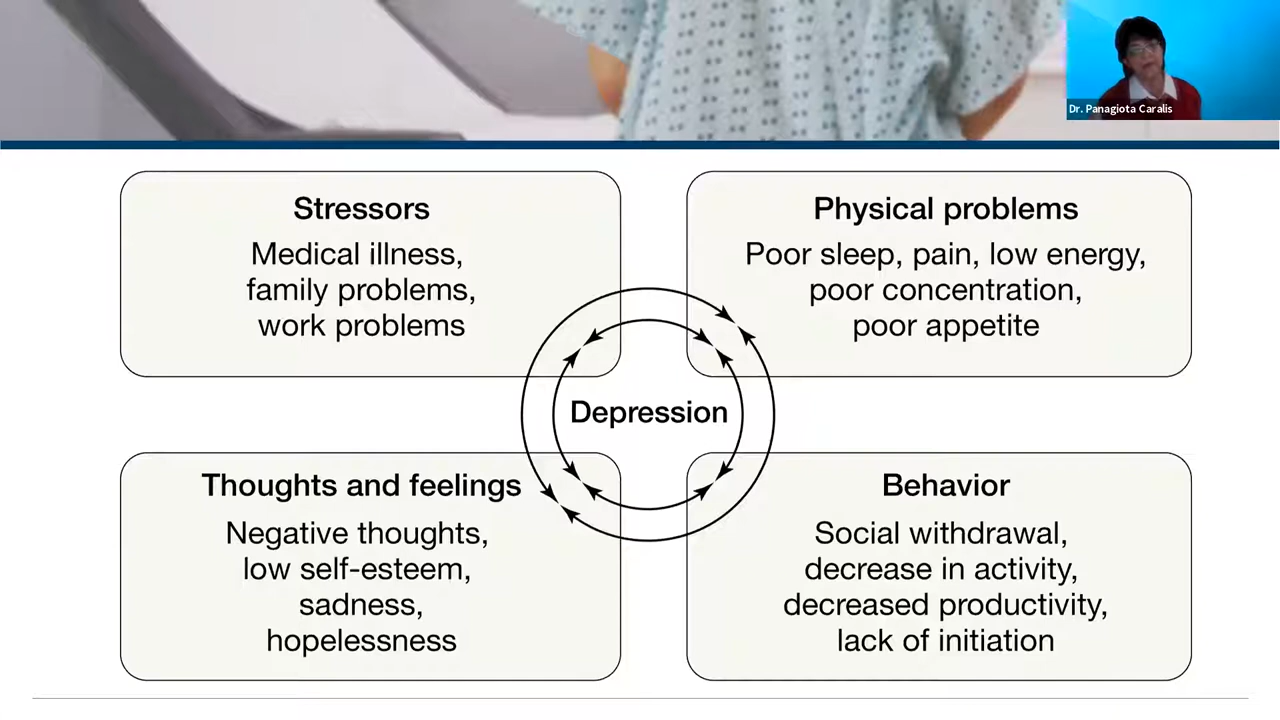 Dr. Panagiota Caralis
Stressors
Medical illness,
family problems,
work problems
Physical problems
Poor sleep, pain, low energy,
poor concentration,
poor appetite
Depression
Thoughts and feelings
Negative thoughts,
low self-esteem,
sadness,
hopelessness
Behavior
Social withdrawal,
decrease in activity,
decreased productivity,
lack of initiation